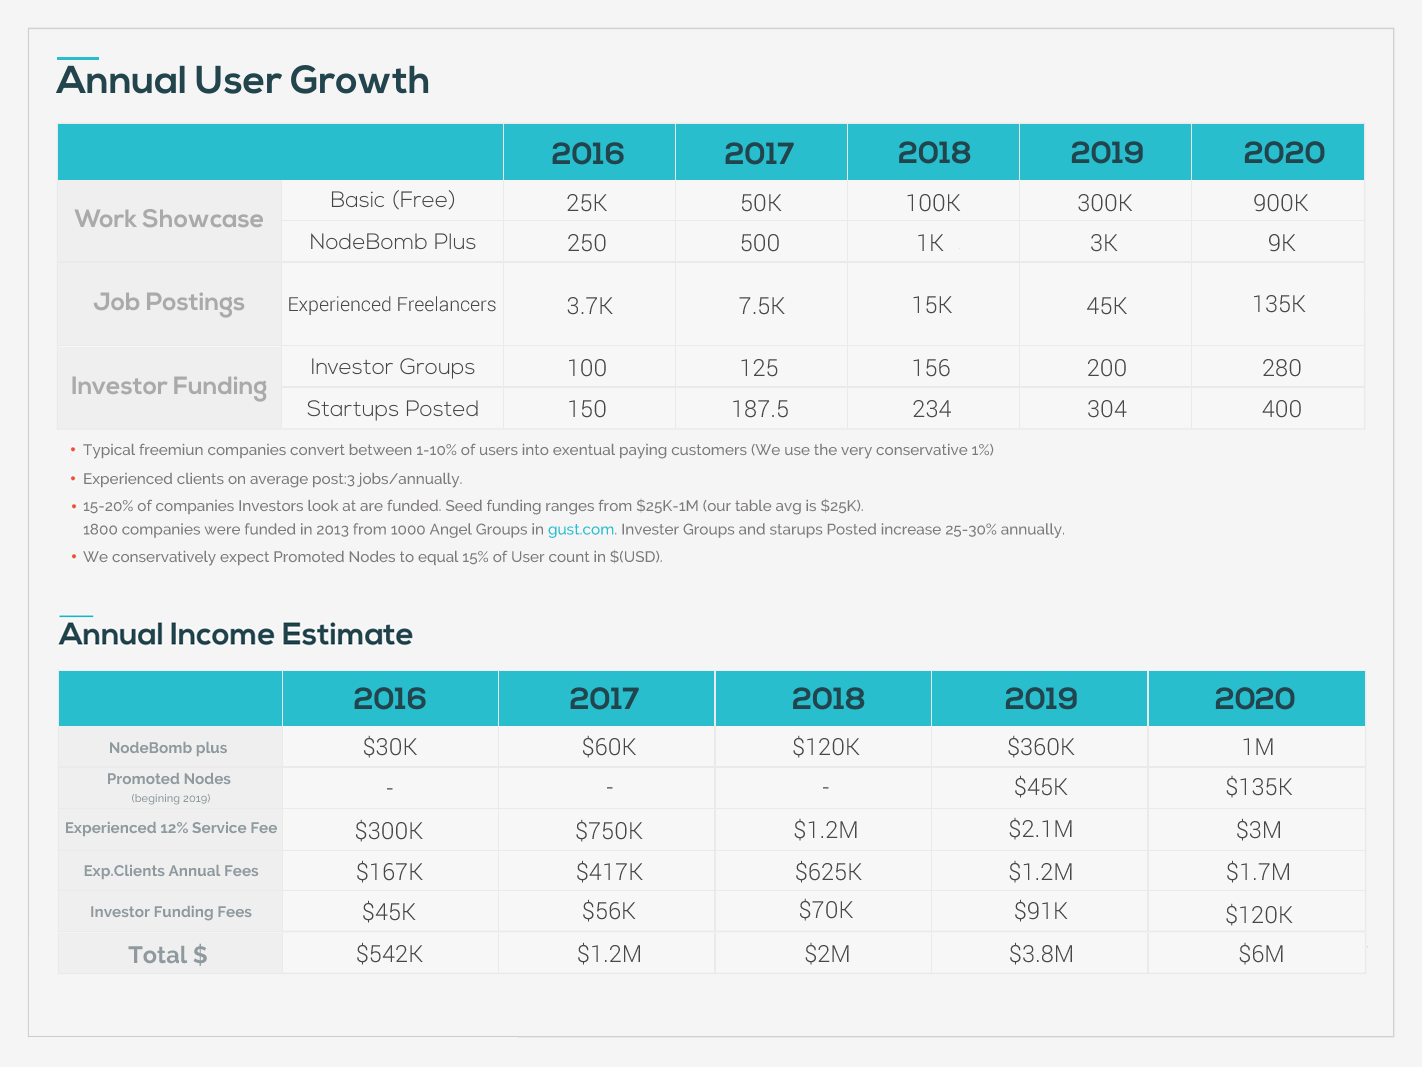 Annual User Growth
2016 2017 2018 2019 2020
Work Showcase
Basic (Free) 25K 50K 100K 300K 900K
NodeBomb Plus 250 500 1K 3K 9K
Job Postings Experienced Freelancers 3.7K 7.5K 15K 45K 135K
Investor Funding
Investor Groups 100 125 156 200 280
Startups Posted 150 187.5 234 304 400
• Typical freemiun companies convert between 1-10% of users into exentual paying customers (We use the very conservative 1%)
• Experienced clients on average post:3 jobs/annually.
• 15-20% of companies Investors look at are funded. Seed funding ranges from $25K-1M (our table avg is $25K).
1800 companies were funded in 2013 from 1000 Angel Groups in gust.com. Invester Groups and starups Posted increase 25-30% annually.
• We conservatively expect Promoted Nodes to equal 15% of User count in $(USD).
Annual Income Estimate
2016 2017 2018 2019 2020
NodeBomb plus $30K $60K $120K $360K 1M
Promoted Nodes - - - $45K $135K
(begining 2019)
Experienced 12% Service Fee $300K $750K $1.2M $2.1M $3M
Exp.Clients Annual Fees $167K $417K $625K $1.2M $1.7M
Investor Funding Fees $45K $56K $70K $91K $120K
Total $ $542K $1.2M $2M $3.8M $6M